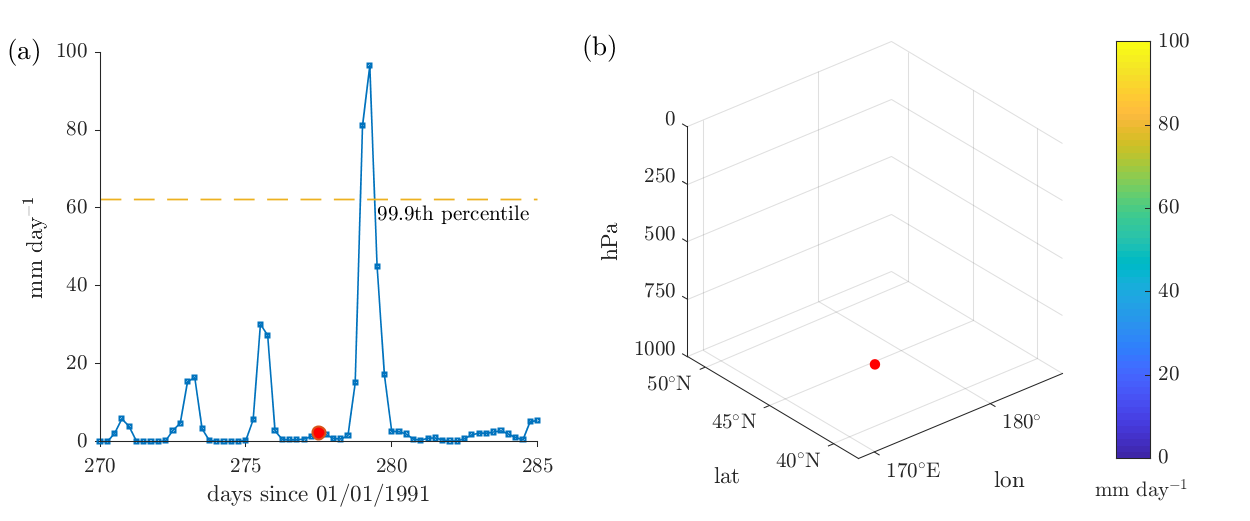 (a)
100
80
60
40
20
0
mm day⁻¹
99.9th percentile
270 275 280 285
days since 01/01/1991
(b)
0
250
500
750
1000
hPa
50°N
45°N
40°N
lat
170°E
180°
lon
100
80
60
40
20
0
mm day⁻¹